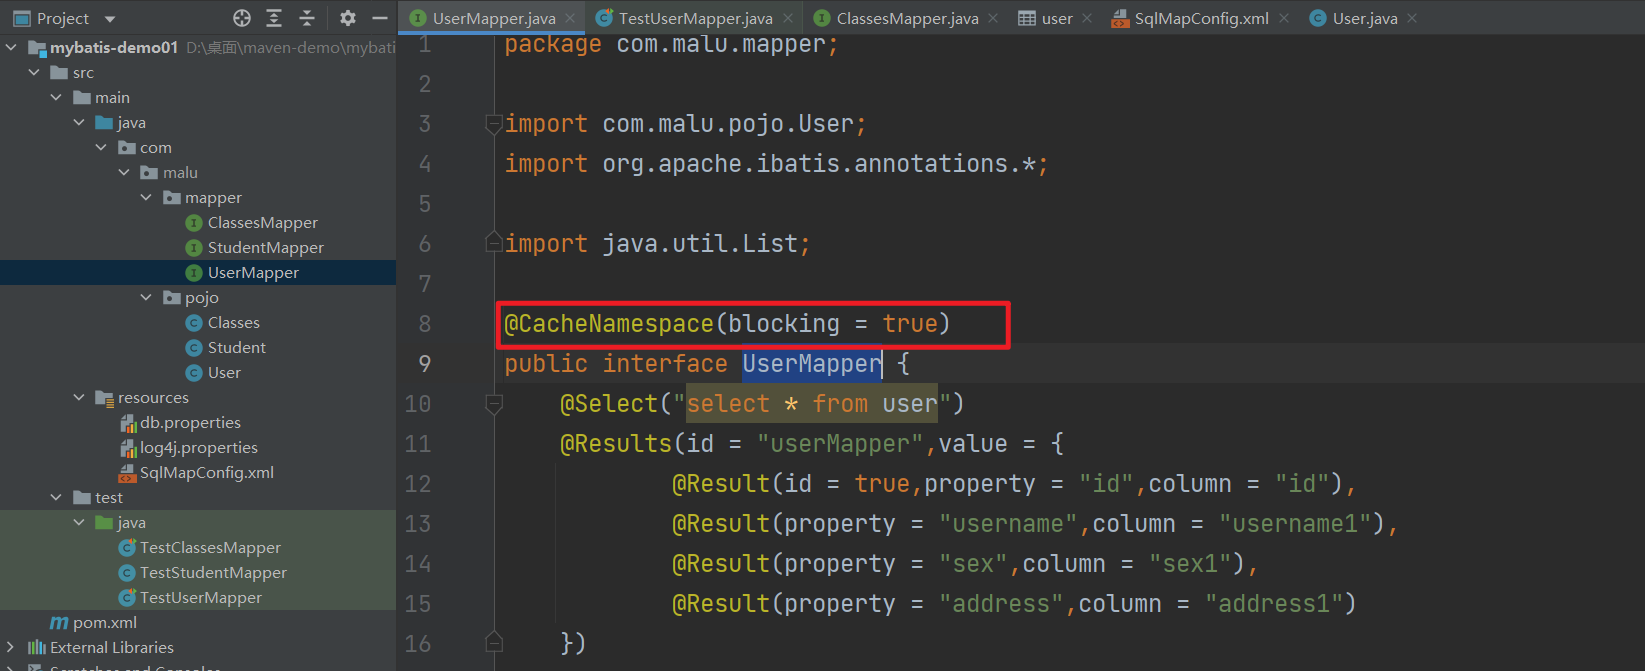 Project
UserMapper.java
TestUserMapper.java
ClassesMapper.java
user
SqlMapConfig.xml
User.java
mybatis-demo01 D:\桌面\maven-demo\mybati
src
main
java
com
malu
mapper
ClassesMapper
StudentMapper
UserMapper
pojo
Classes
Student
User
resources
db.properties
log4j.properties
SqlMapConfig.xml
test
java
TestClassesMapper
TestStudentMapper
TestUserMapper
pom.xml
External Libraries
Scratches and Consoles
1 package com.malu.mapper;
2
3 import com.malu.pojo.User;
4 import org.apache.ibatis.annotations.*;
5
6 import java.util.List;
7
8 @CacheNamespace(blocking = true)
9 public interface UserMapper {
10 @Select("select * from user")
11 @Results(id = "userMapper",value = {
12 @Result(id = true,property = "id",column = "id"),
13 @Result(property = "username",column = "username1"),
14 @Result(property = "sex",column = "sex1"),
15 @Result(property = "address",column = "address1")
16 })